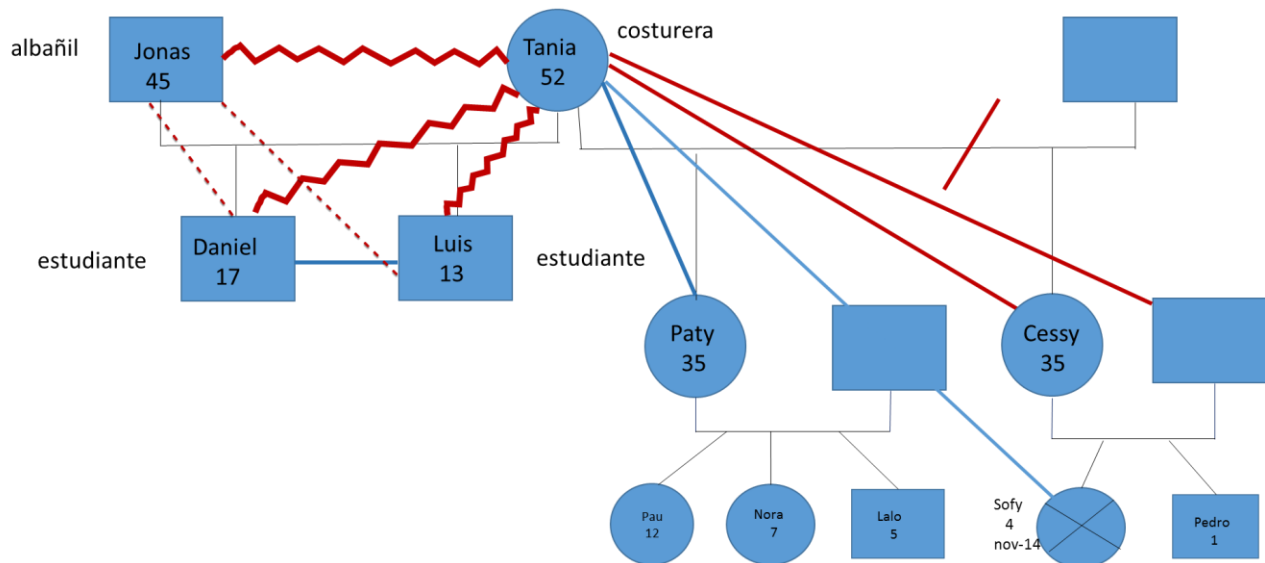 albañil
Jonas
45
Tania
52
costurera
estudiante
Daniel
17
Luis
13
estudiante
Paty
35
Cessy
35
Pau
12
Nora
7
Lalo
5
Sofy
4
nov-14
Pedro
1